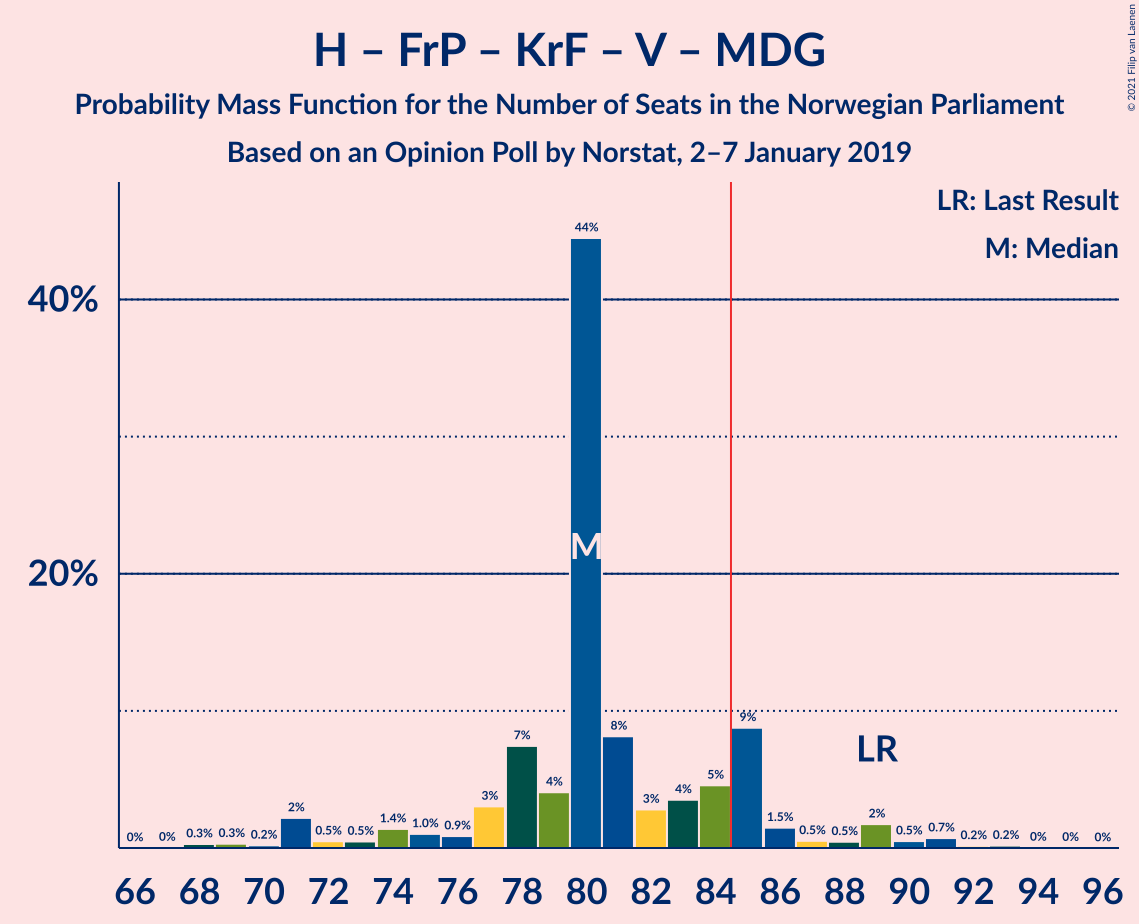 H – FrP – KrF – V – MDG
Probability Mass Function for the Number of Seats in the Norwegian Parliament
Based on an Opinion Poll by Norstat, 2–7 January 2019
© 2021 Filip van Laenen
LR: Last Result
M: Median
40%
20%
0% 0% 0.3% 0.3% 0.2% 2% 0.5% 0.5% 1.4% 1.0% 0.9% 3% 7% 4% 44% 8% 3% 4% 5% 9% 1.5% 0.5% 0.5% 2% 0.5% 0.7% 0.2% 0.2% 0% 0% 0%
M
LR
66 68 70 72 74 76 78 80 82 84 86 88 90 92 94 96